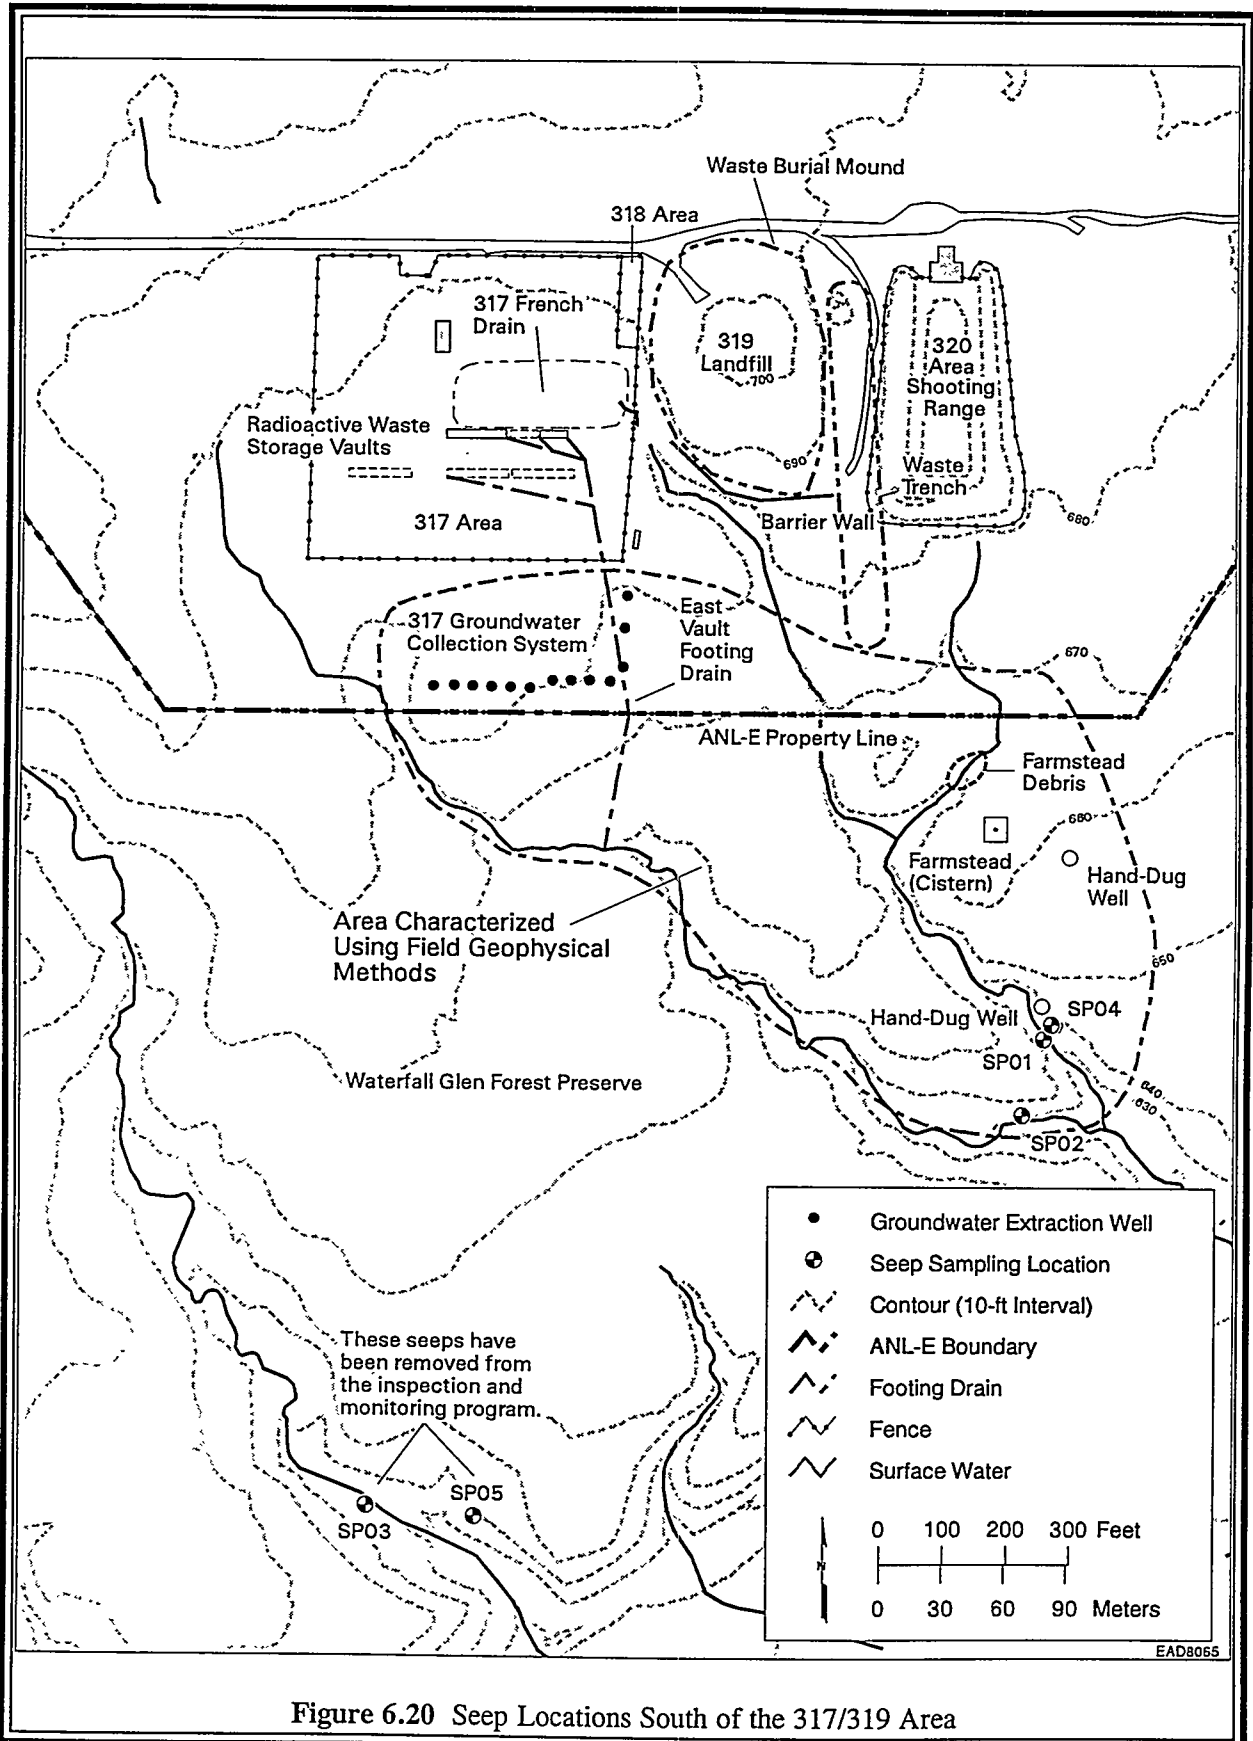 Waste Burial Mound
318 Area
317 French
Drain
319
Landfill
700
320
Area
Shooting
Range
Radioactive Waste
Storage Vaults
690
Waste
Trench
317 Area
Barrier Wall
680
317 Groundwater
Collection System
East
Vault
Footing
Drain
670
ANL-E Property Line
Farmstead
Debris
660
Farmstead
(Cistern)
Hand-Dug
Well
Area Characterized
Using Field Geophysical
Methods
650
Hand-Dug Well
SP04
SP01
Waterfall Glen Forest Preserve
640
630
SP02
Groundwater Extraction Well
Seep Sampling Location
Contour (10-ft Interval)
ANL-E Boundary
Footing Drain
Fence
Surface Water
N
0 100 200 300 Feet
0 30 60 90 Meters
These seeps have
been removed from
the inspection and
monitoring program.
SP05
SP03
EAD8065
Figure 6.20 Seep Locations South of the 317/319 Area